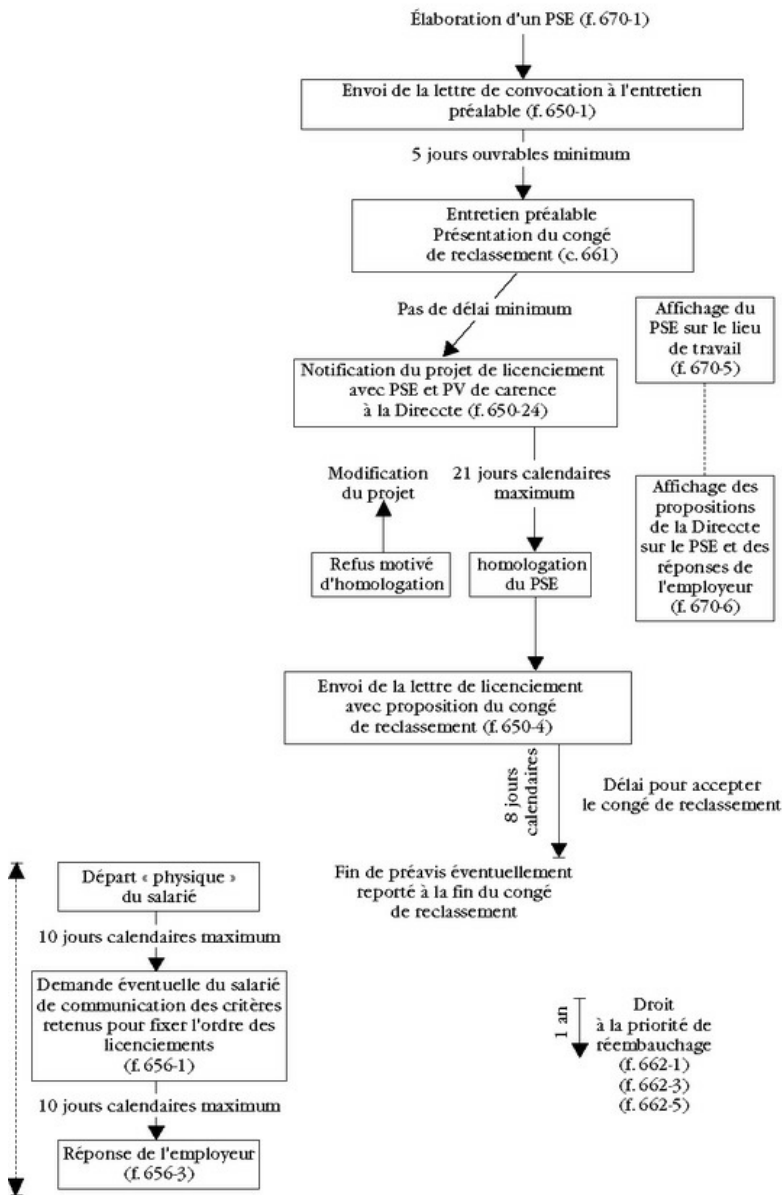 Élaboration d'un PSE (f. 670-1)
Envoi de la lettre de convocation à l'entretien
préalable (f. 650-1)
5 jours ouvrables minimum
Entretien préalable
Présentation du congé
de reclassement (c. 661)
Pas de délai minimum
Affichage du
PSE sur le lieu
de travail
(f. 670-5)
Notification du projet de licenciement
avec PSE et PV de carence
à la Direccte (f. 650-24)
Modification
du projet
21 jours calendaires
maximum
Affichage des
propositions
de la Direccte
sur le PSE et des
réponses de
l'employeur
(f. 670-6)
Refus motivé
d'homologation
homologation
du PSE
Envoi de la lettre de licenciement
avec proposition du congé
de reclassement (f. 650-4)
8 jours
calendaires
Délai pour accepter
le congé de reclassement
Fin de préavis éventuellement
reporté à la fin du congé
de reclassement
Départ « physique »
du salarié
10 jours calendaires maximum
Demande éventuelle du salarié
de communication des critères
retenus pour fixer l'ordre des
licenciements
(f. 656-1)
10 jours calendaires maximum
Réponse de l'employeur
(f. 656-3)
1 an
Droit
à la priorité de
réembauchage
(f. 662-1)
(f. 662-3)
(f. 662-5)